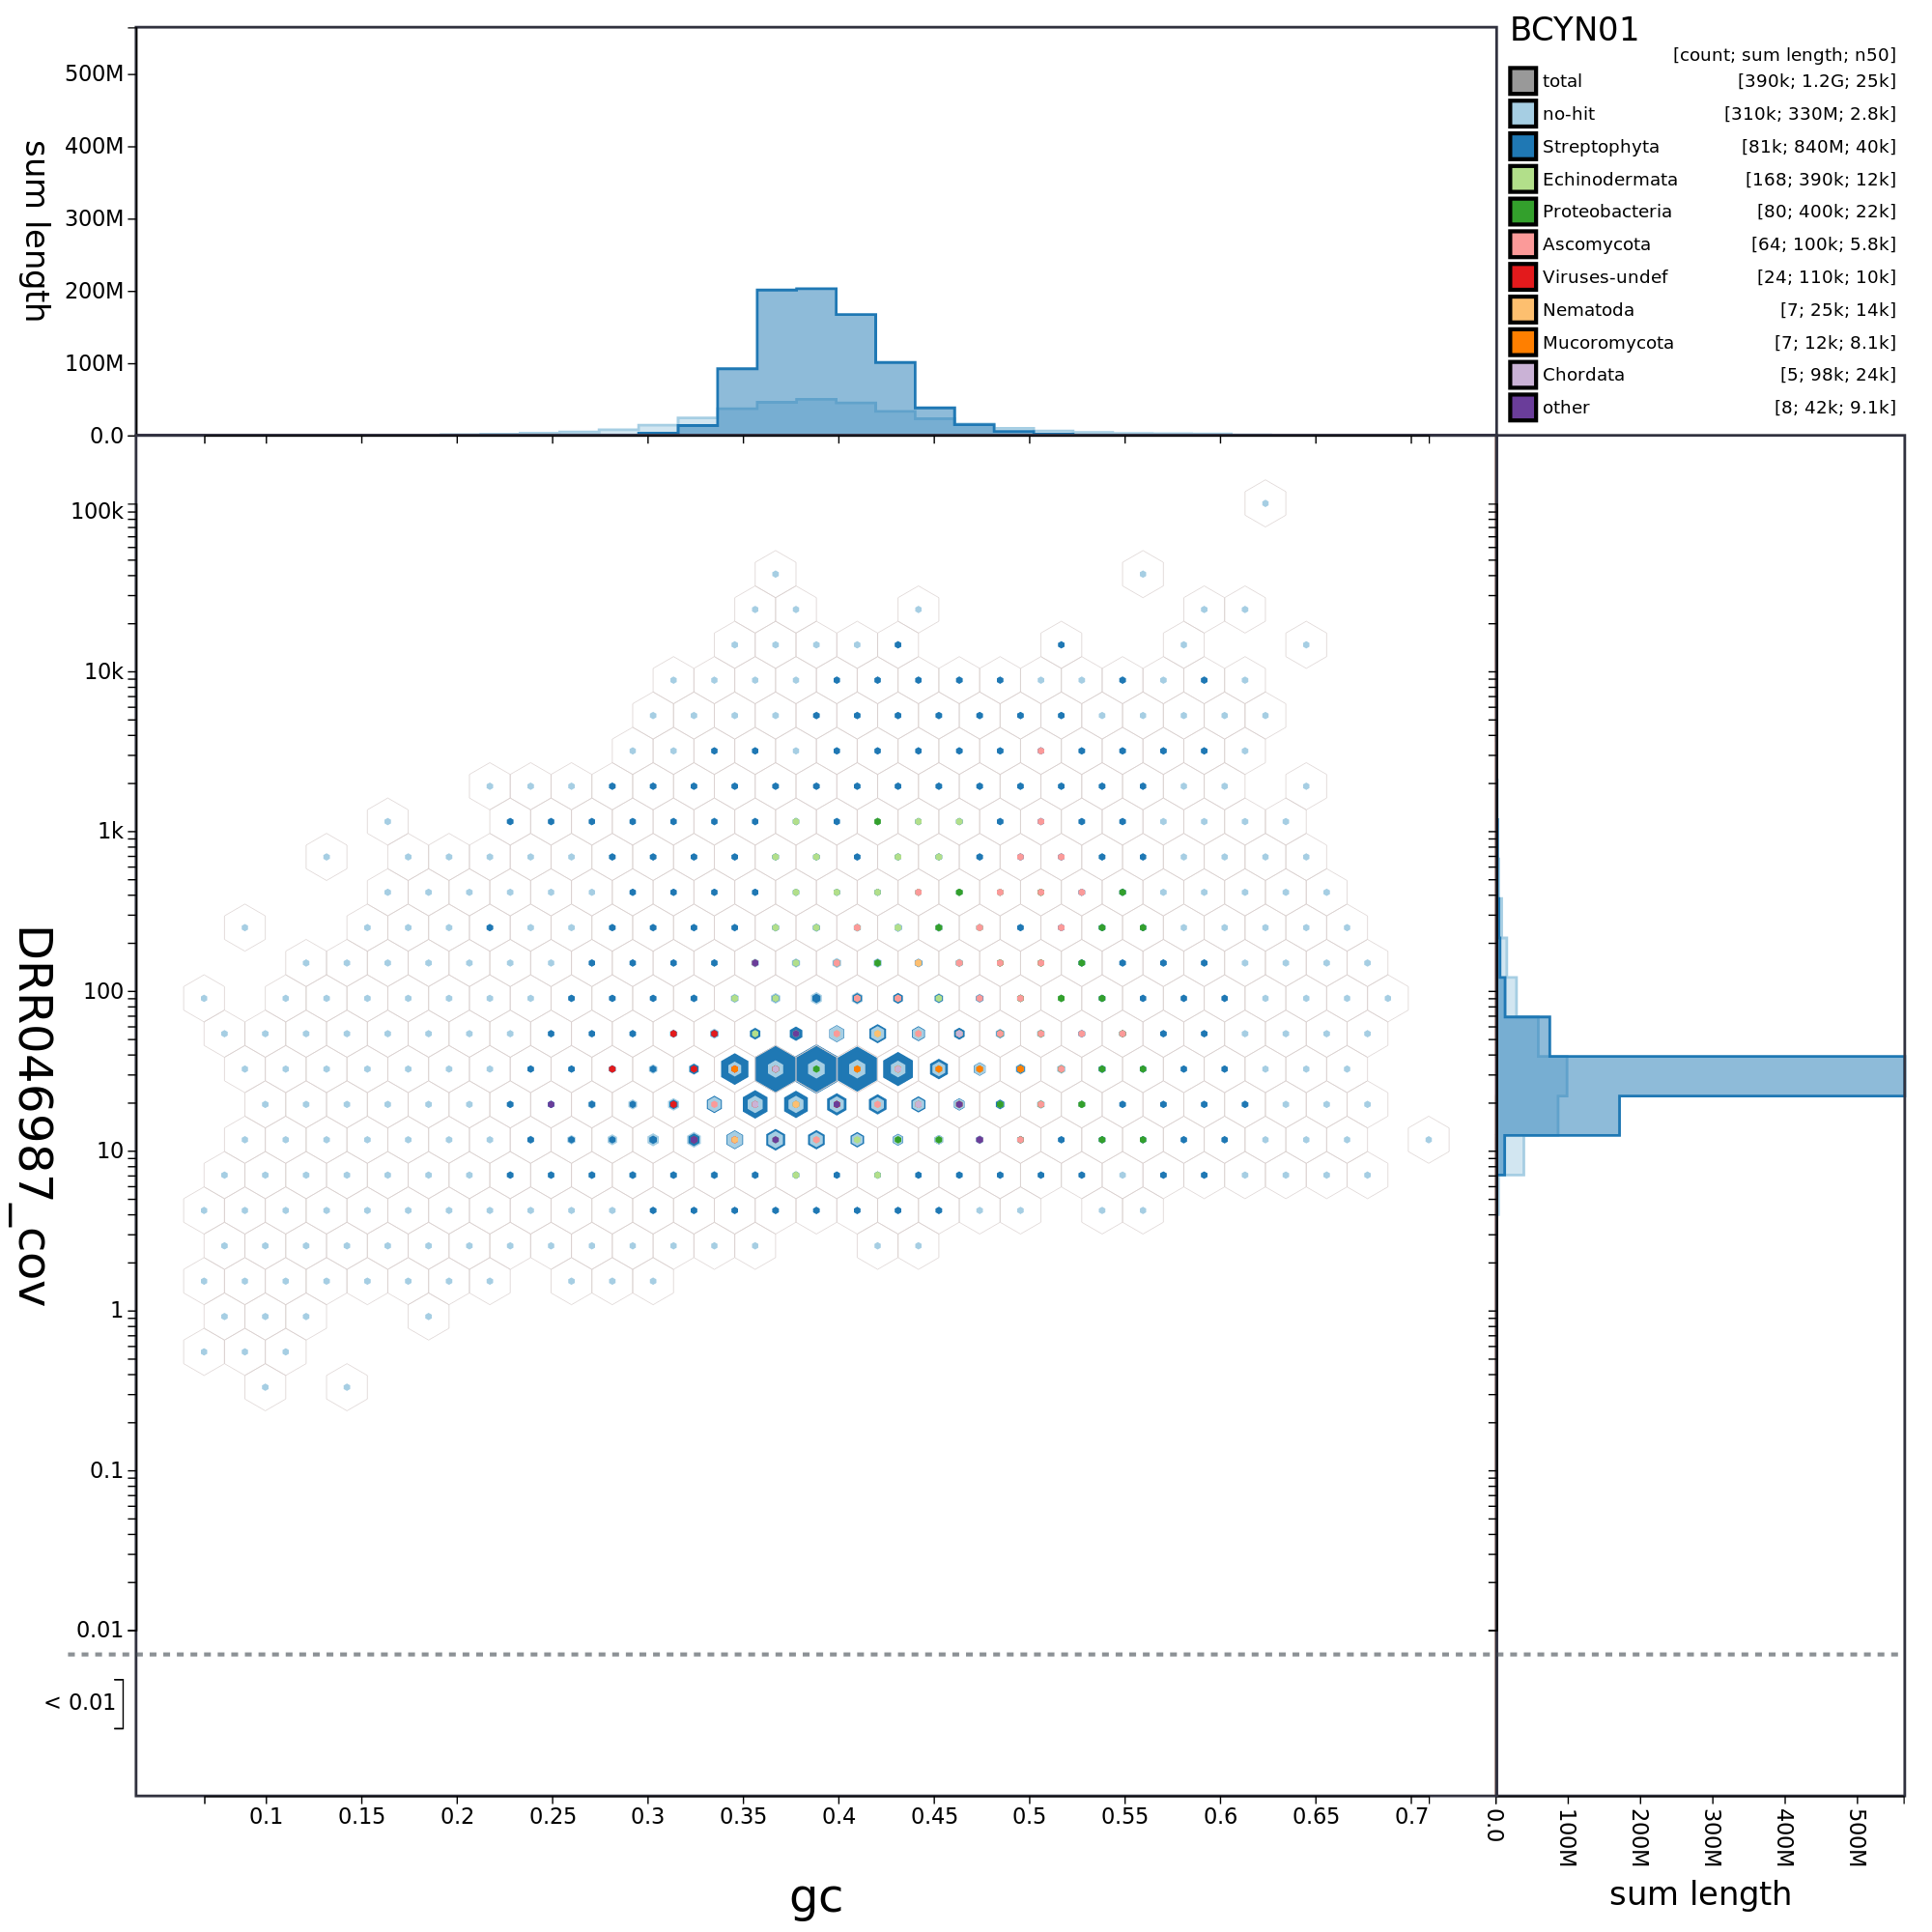 BCYN01
[count; sum length; n50]
total [390k; 1.2G; 25k]
no-hit [310k; 330M; 2.8k]
Streptophyta [81k; 840M; 40k]
Echinodermata [168; 390k; 12k]
Proteobacteria [80; 400k; 22k]
Ascomycota [64; 100k; 5.8k]
Viruses-undef [24; 110k; 10k]
Nematoda [7; 25k; 14k]
Mucoromycota [7; 12k; 8.1k]
Chordata [5; 98k; 24k]
other [8; 42k; 9.1k]
sum length
500M
400M
300M
200M
100M
0.0
DRR046987_cov
100k
10k
1k
100
10
1
0.1
0.01
< 0.01
0.1 0.15 0.2 0.25 0.3 0.35 0.4 0.45 0.5 0.55 0.6 0.65 0.7
gc
0.0 100M 200M 300M 400M 500M
sum length